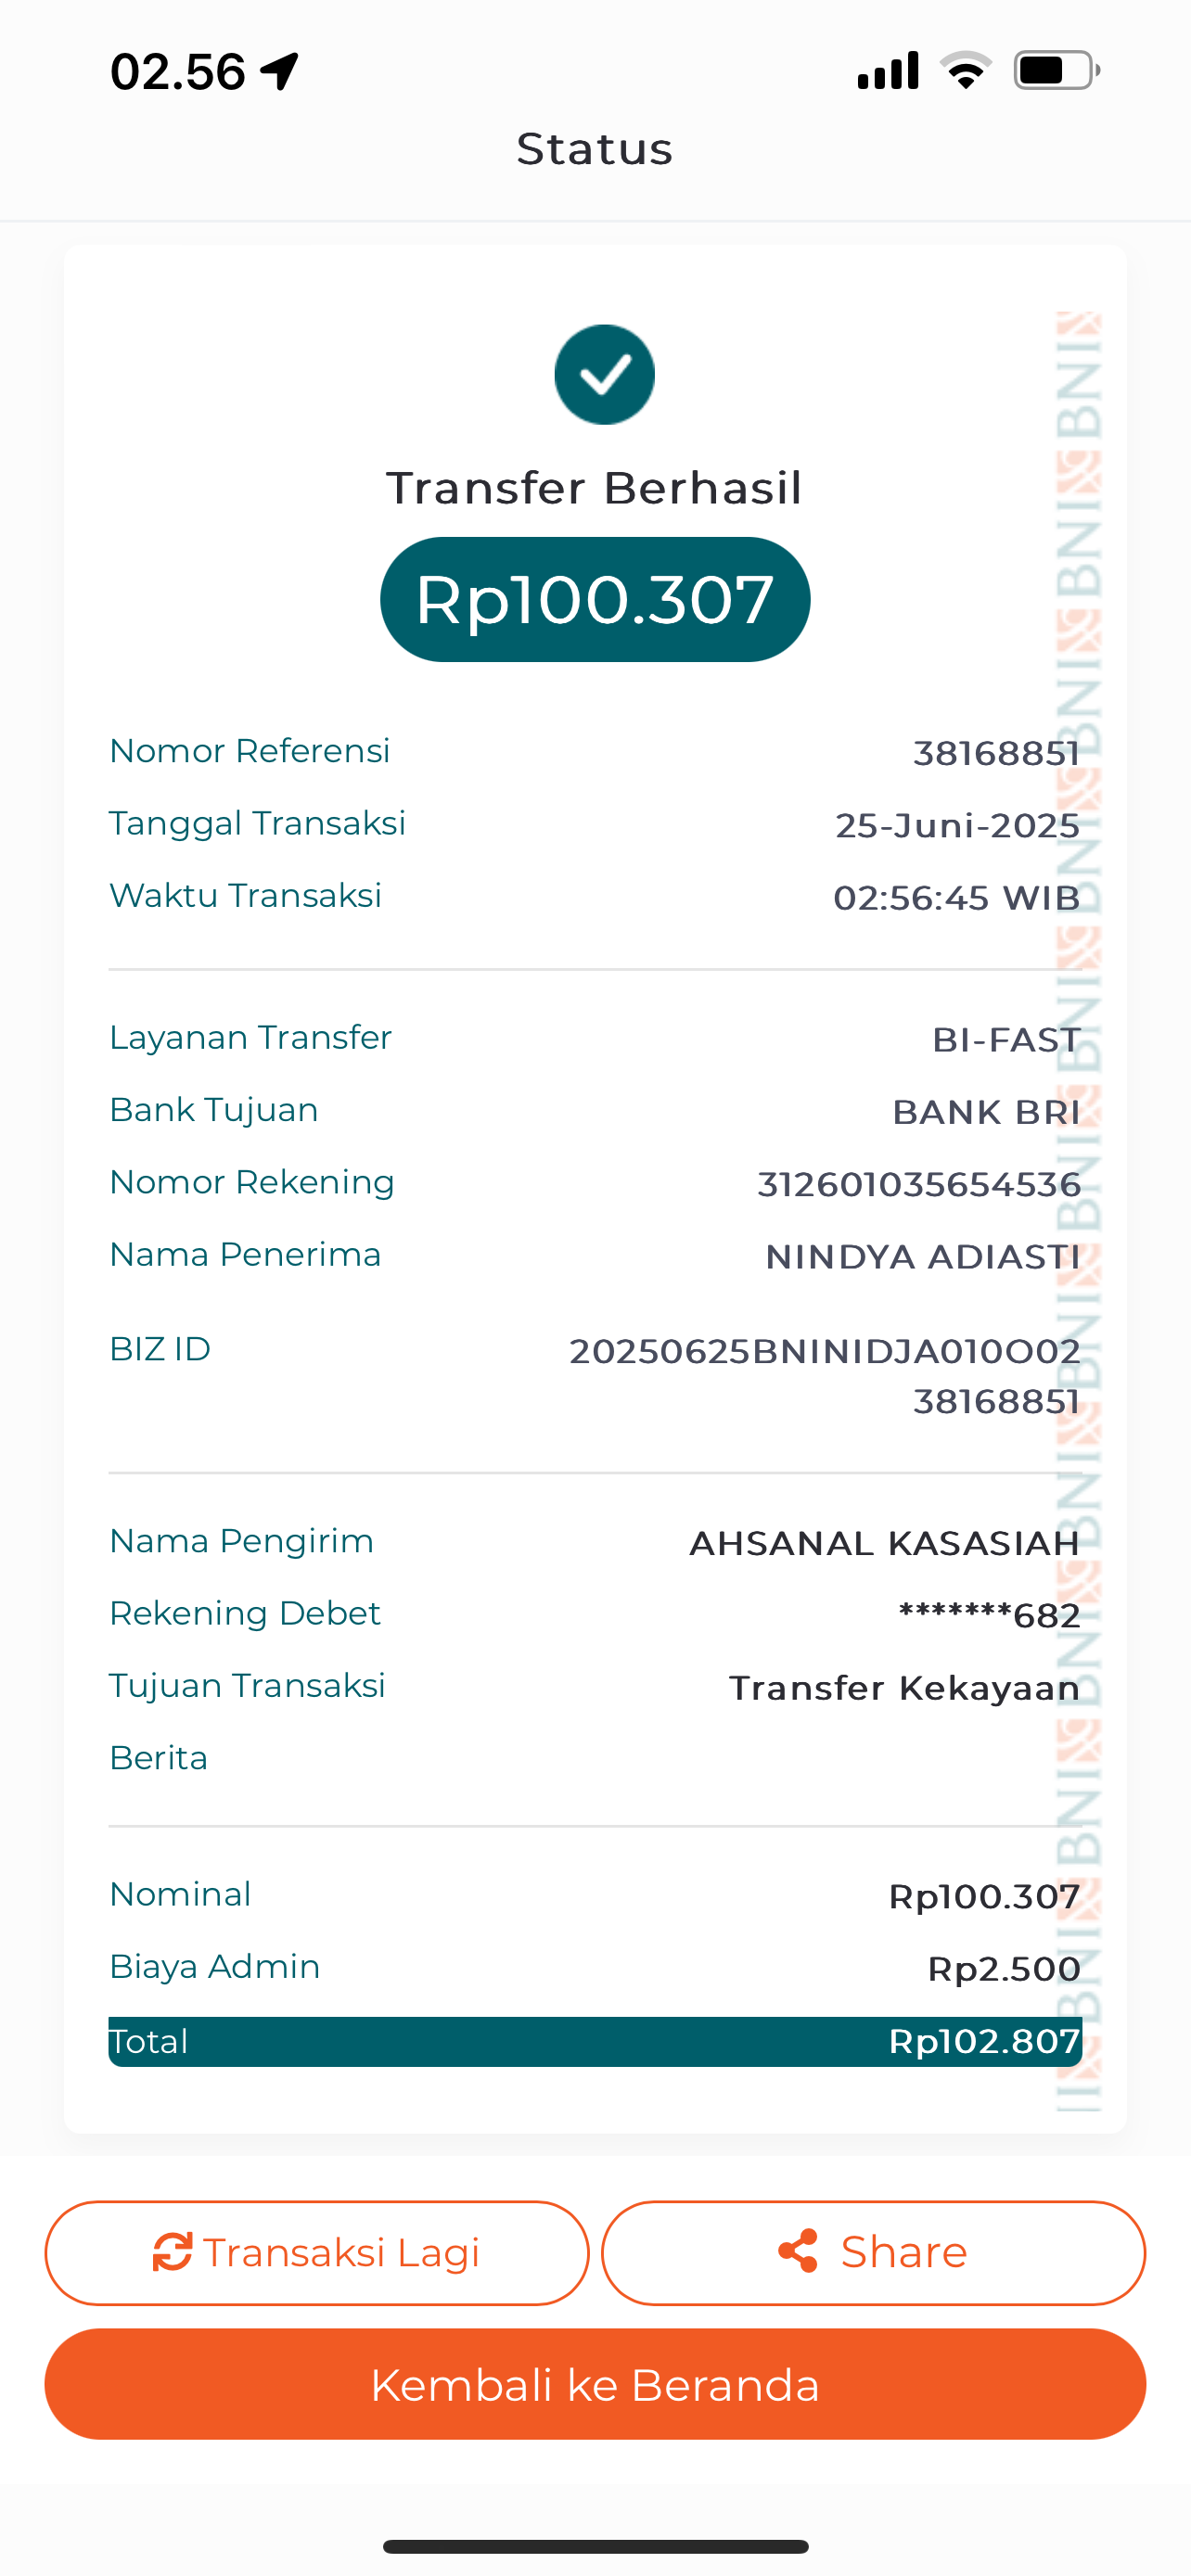 02.56
Status
Transfer Berhasil
Rp100.307
Nomor Referensi 38168851
Tanggal Transaksi 25-Juni-2025
Waktu Transaksi 02:56:45 WIB
Layanan Transfer BI-FAST
Bank Tujuan BANK BRI
Nomor Rekening 312601035654536
Nama Penerima NINDYA ADIASTI
BIZ ID 20250625BNINIDJA010O02
38168851
Nama Pengirim AHSANAL KASASIAH
Rekening Debet *******682
Tujuan Transaksi Transfer Kekayaan
Berita
Nominal Rp100.307
Biaya Admin Rp2.500
Total Rp102.807
BNI BNI BNI BNI BNI BNI BNI BNI BNI BNI BNI
Transaksi Lagi
Share
Kembali ke Beranda